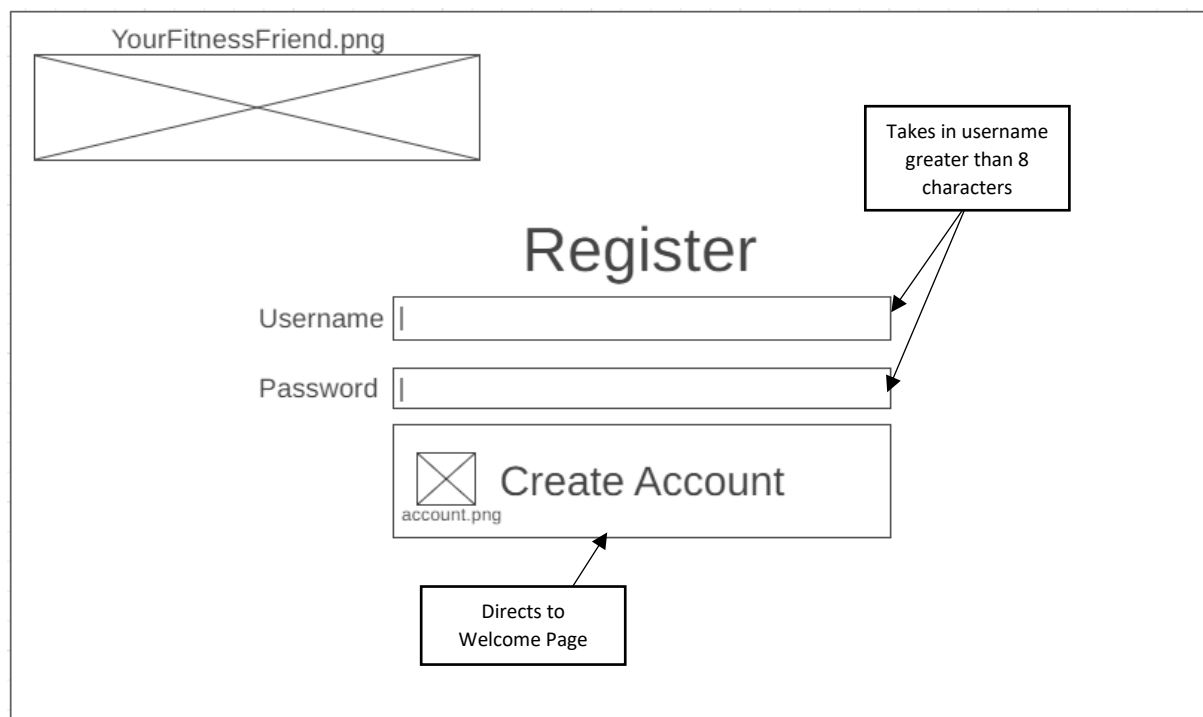 YourFitnessFriend.png
Takes in username
greater than 8
characters
Register
Username
Password
Create Account
account.png
Directs to
Welcome Page